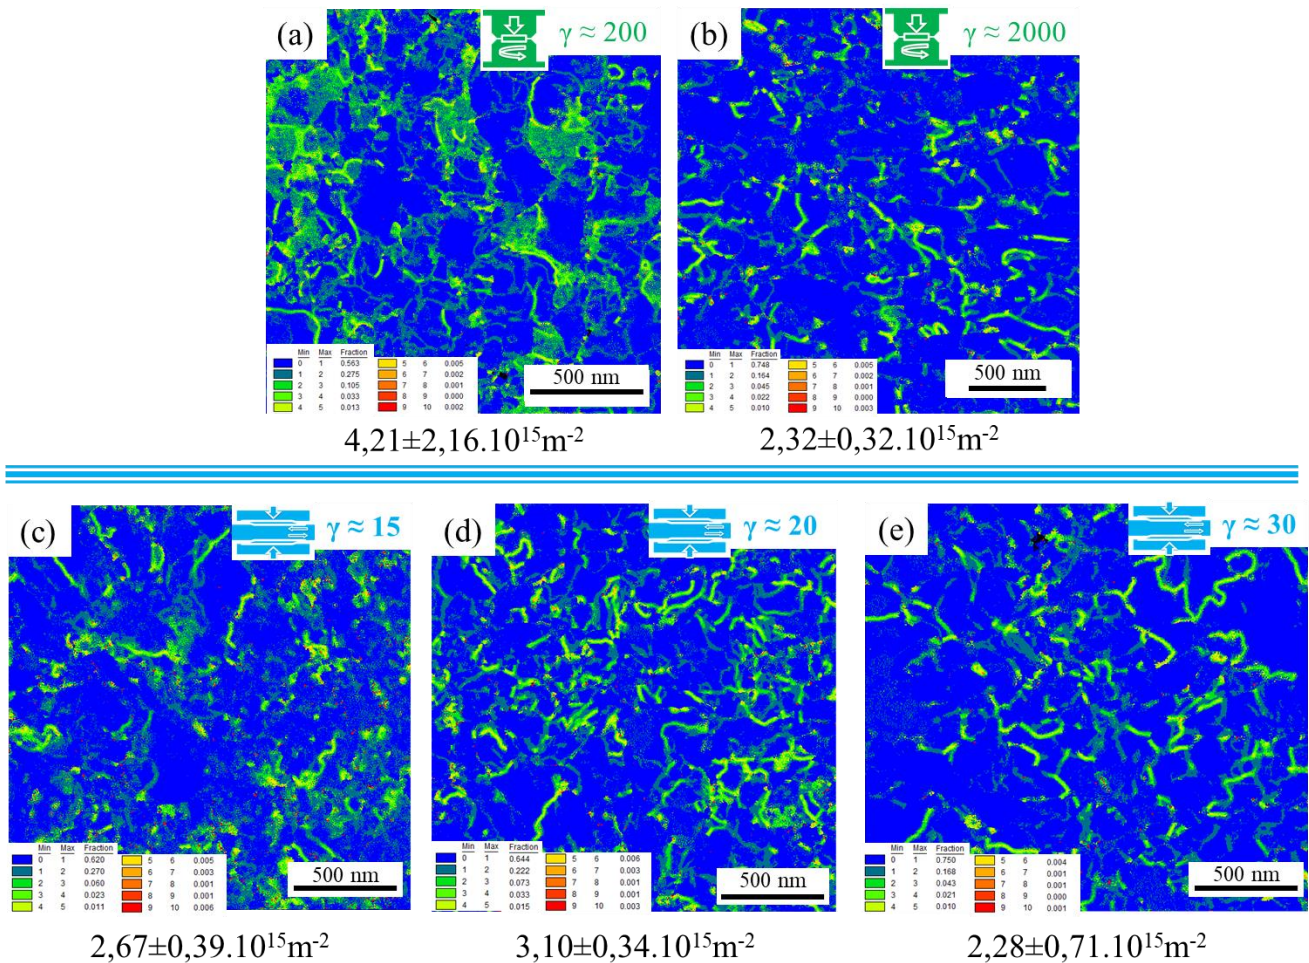 (a)
γ ≈ 200
(b)
γ ≈ 2000
Min Max Fraction
0 1 0.563
1 2 0.275
2 3 0.105
3 4 0.033
4 5 0.013
5 6 0.005
6 7 0.002
7 8 0.001
8 9 0.000
9 10 0.002
500 nm
Min Max Fraction
0 1 0.748
1 2 0.164
2 3 0.045
3 4 0.022
4 5 0.010
5 6 0.005
6 7 0.002
7 8 0.001
8 9 0.000
9 10 0.003
500 nm
4,21±2,16.10¹⁵m⁻²
2,32±0,32.10¹⁵m⁻²
(c)
γ ≈ 15
(d)
γ ≈ 20
(e)
γ ≈ 30
Min Max Fraction
0 1 0.620
1 2 0.270
2 3 0.060
3 4 0.023
4 5 0.011
5 6 0.005
6 7 0.003
7 8 0.001
8 9 0.001
9 10 0.006
500 nm
Min Max Fraction
0 1 0.644
1 2 0.222
2 3 0.073
3 4 0.033
4 5 0.015
5 6 0.006
6 7 0.003
7 8 0.001
8 9 0.001
9 10 0.003
500 nm
Min Max Fraction
0 1 0.750
1 2 0.168
2 3 0.043
3 4 0.021
4 5 0.010
5 6 0.004
6 7 0.001
7 8 0.001
8 9 0.001
9 10 0.001
500 nm
2,67±0,39.10¹⁵m⁻²
3,10±0,34.10¹⁵m⁻²
2,28±0,71.10¹⁵m⁻²